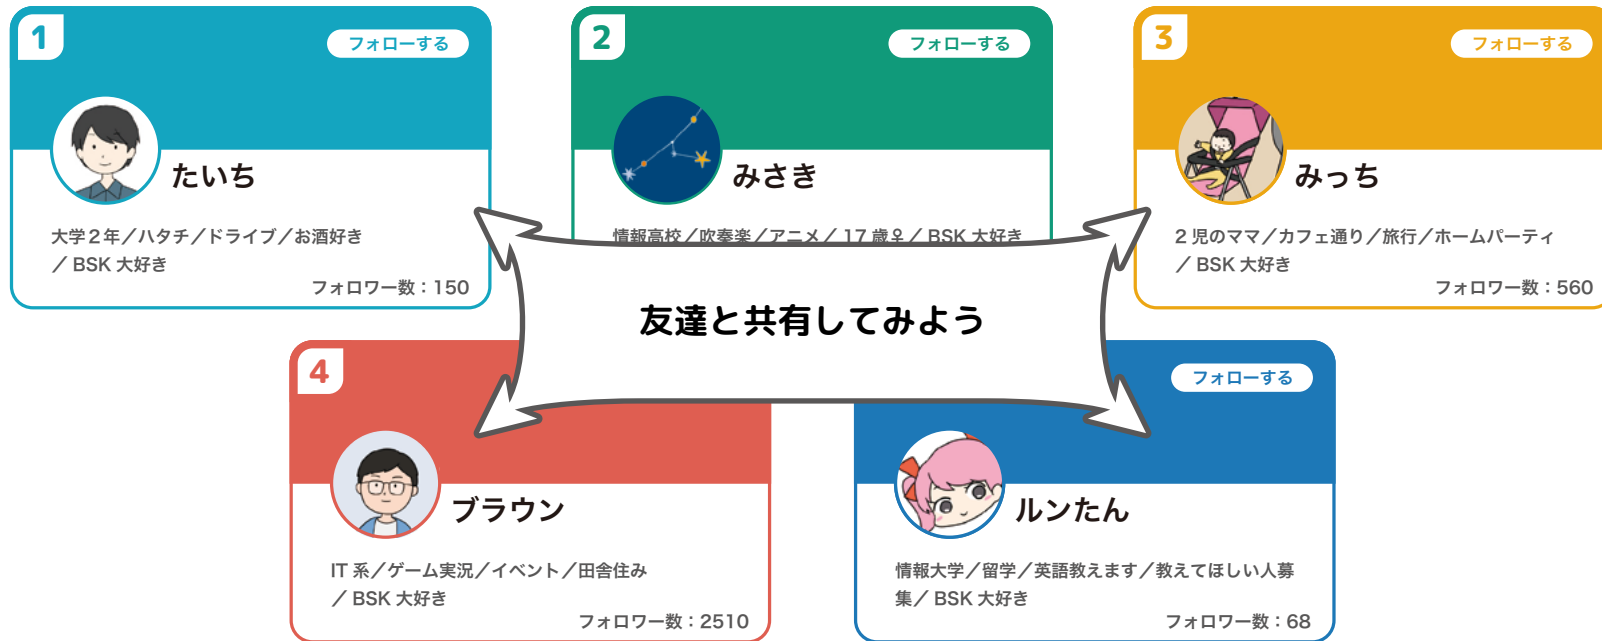 1
フォローする
たいち
大学2年／ハタチ／ドライブ／お酒好き
／ BSK 大好き
フォロワー数：150
2
フォローする
みさき
情報高校／吹奏楽／アニメ／ 17 歳♀／ BSK 大好き
3
フォローする
みっち
2 児のママ／カフェ通り／旅行／ホームパーティ
／ BSK 大好き
フォロワー数：560
友達と共有してみよう
4
ブラウン
IT 系／ゲーム実況／イベント／田舎住み
／ BSK 大好き
フォロワー数：2510
フォローする
ルンたん
情報大学／留学／英語教えます／教えてほしい人募
集／ BSK 大好き
フォロワー数：68